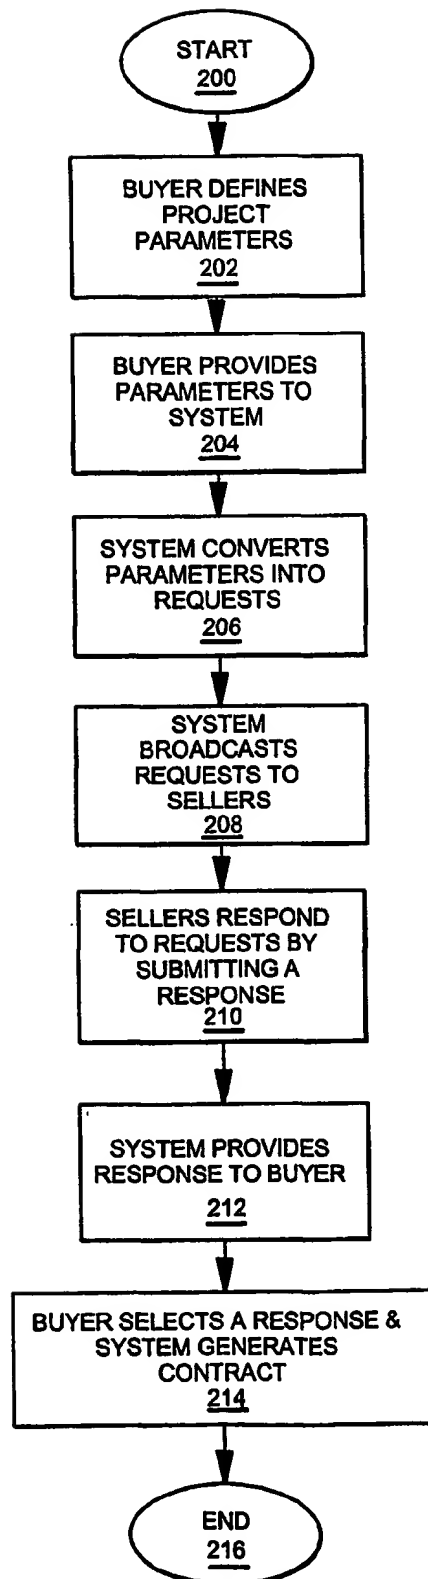 START
200
BUYER DEFINES
PROJECT
PARAMETERS
202
BUYER PROVIDES
PARAMETERS TO
SYSTEM
204
SYSTEM CONVERTS
PARAMETERS INTO
REQUESTS
206
SYSTEM
BROADCASTS
REQUESTS TO
SELLERS
208
SELLERS RESPOND
TO REQUESTS BY
SUBMITTING A
RESPONSE
210
SYSTEM PROVIDES
RESPONSE TO BUYER
212
BUYER SELECTS A RESPONSE &
SYSTEM GENERATES
CONTRACT
214
END
216